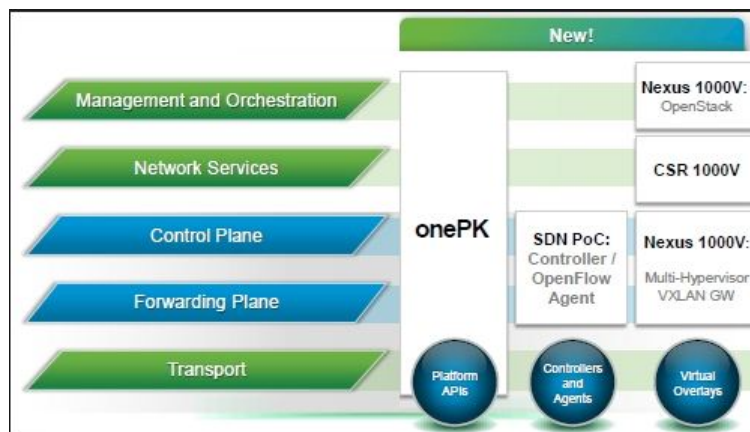 New!
Management and Orchestration
Network Services
Control Plane
Forwarding Plane
Transport
onePK
Platform
APIs
SDN PoC:
Controller /
OpenFlow
Agent
Controllers
and
Agents
Nexus 1000V:
OpenStack
CSR 1000V
Nexus 1000V:
Multi-Hypervisor
VXLAN GW
Virtual
Overlays